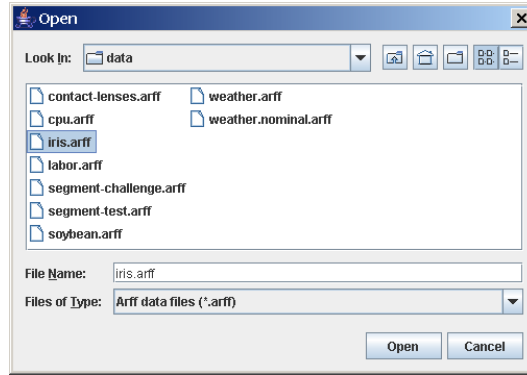 Open
Look In: data
contact-lenses.arff
cpu.arff
iris.arff
labor.arff
segment-challenge.arff
segment-test.arff
soybean.arff
weather.arff
weather.nominal.arff
File Name: iris.arff
Files of Type: Arff data files (*.arff)
Open Cancel